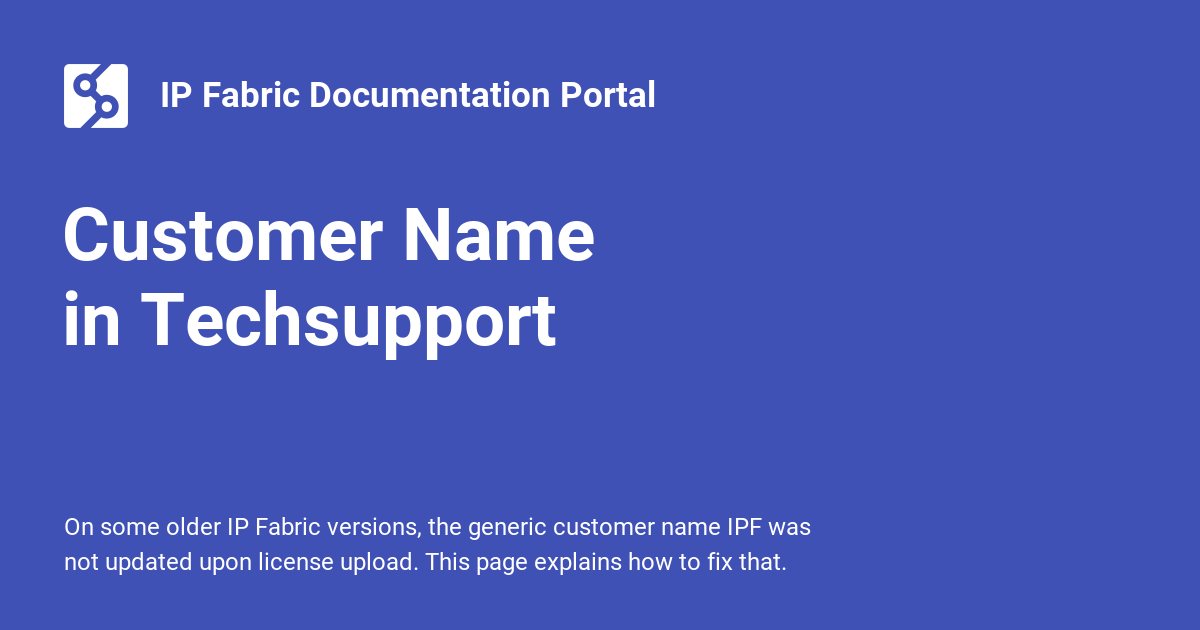 IP Fabric Documentation Portal
Customer Name
in Techsupport
On some older IP Fabric versions, the generic customer name IPF was
not updated upon license upload. This page explains how to fix that.